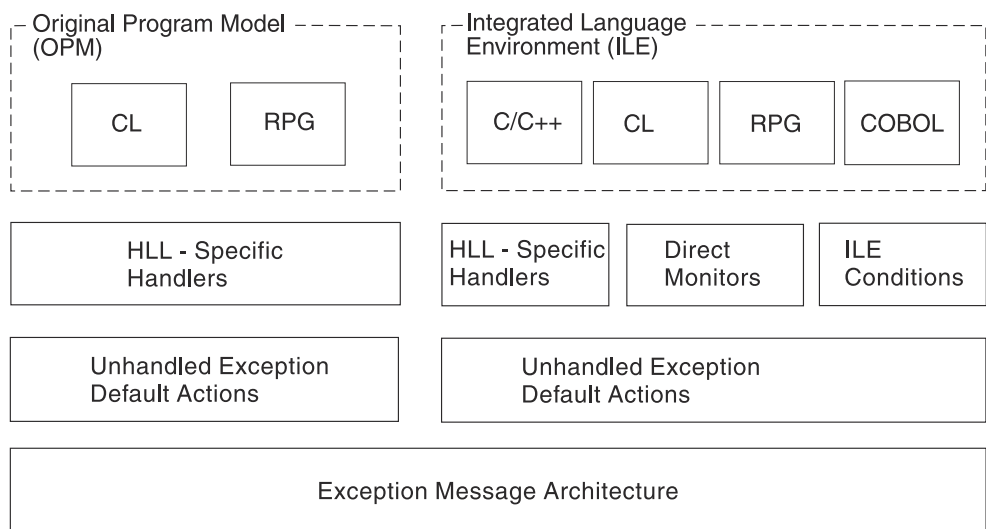 Original Program Model
(OPM)
CL
RPG
Integrated Language
Environment (ILE)
C/C++
CL
RPG
COBOL
HLL - Specific
Handlers
HLL - Specific
Handlers
Direct
Monitors
ILE
Conditions
Unhandled Exception
Default Actions
Unhandled Exception
Default Actions
Exception Message Architecture